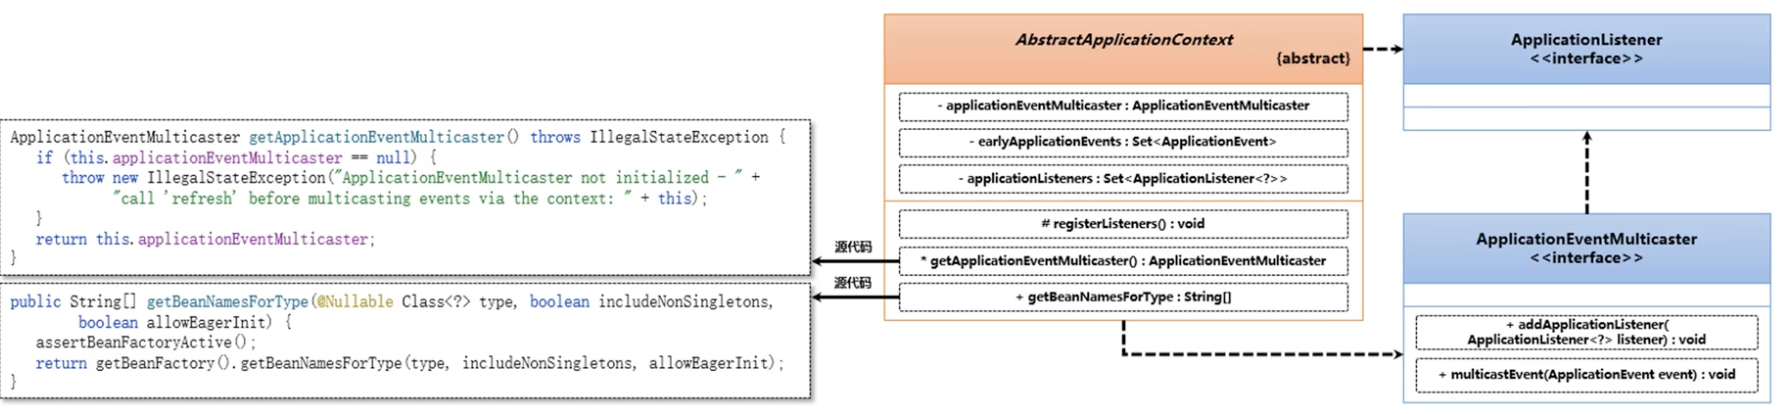 ApplicationEventMulticaster getApplicationEventMulticaster() throws IllegalStateException {
if (this.applicationEventMulticaster == null) {
throw new IllegalStateException("ApplicationEventMulticaster not initialized - " +
"call 'refresh' before multicasting events via the context: " + this);
}
return this.applicationEventMulticaster;
}
public String[] getBeanNamesForType(@Nullable Class<?> type, boolean includeNonSingletons,
boolean allowEagerInit) {
assertBeanFactoryActive();
return getBeanFactory().getBeanNamesForType(type, includeNonSingletons, allowEagerInit);
}
源代码
源代码
AbstractApplicationContext
{abstract}
- applicationEventMulticaster : ApplicationEventMulticaster
- earlyApplicationEvents : Set<ApplicationEvent>
- applicationListeners : Set<ApplicationListener<?>>
# registerListeners() : void
* getApplicationEventMulticaster() : ApplicationEventMulticaster
+ getBeanNamesForType : String[]
ApplicationListener
<<interface>>
ApplicationEventMulticaster
<<interface>>
+ addApplicationListener(
ApplicationListener<?> listener) : void
+ multicastEvent(ApplicationEvent event) : void